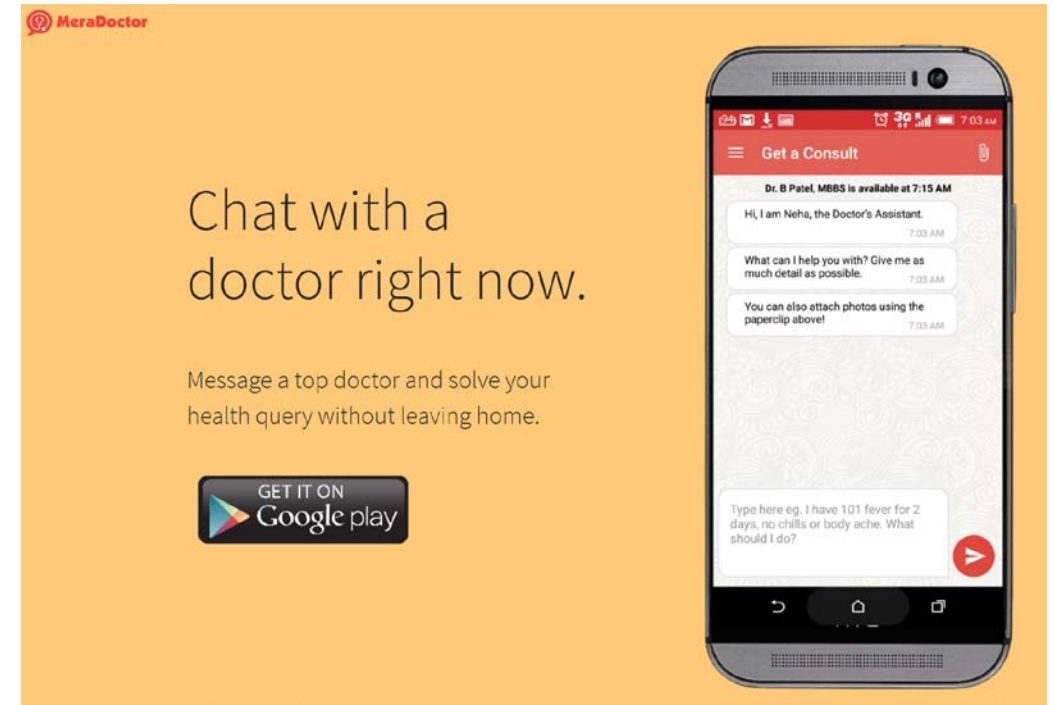 MeraDoctor
Chat with a
doctor right now.
Message a top doctor and solve your
health query without leaving home.
GET IT ON
Google play
3G
7:03 AM
Get a Consult
Dr. B Patel, MBBS is available at 7:15 AM
Hi, I am Neha, the Doctor's Assistant.
7:03 AM
What can I help you with? Give me as
much detail as possible.
7:03 AM
You can also attach photos using the
paperclip above!
7:03 AM
Type here eg. I have 101 fever for 2
days, no chills or body ache. What
should I do?